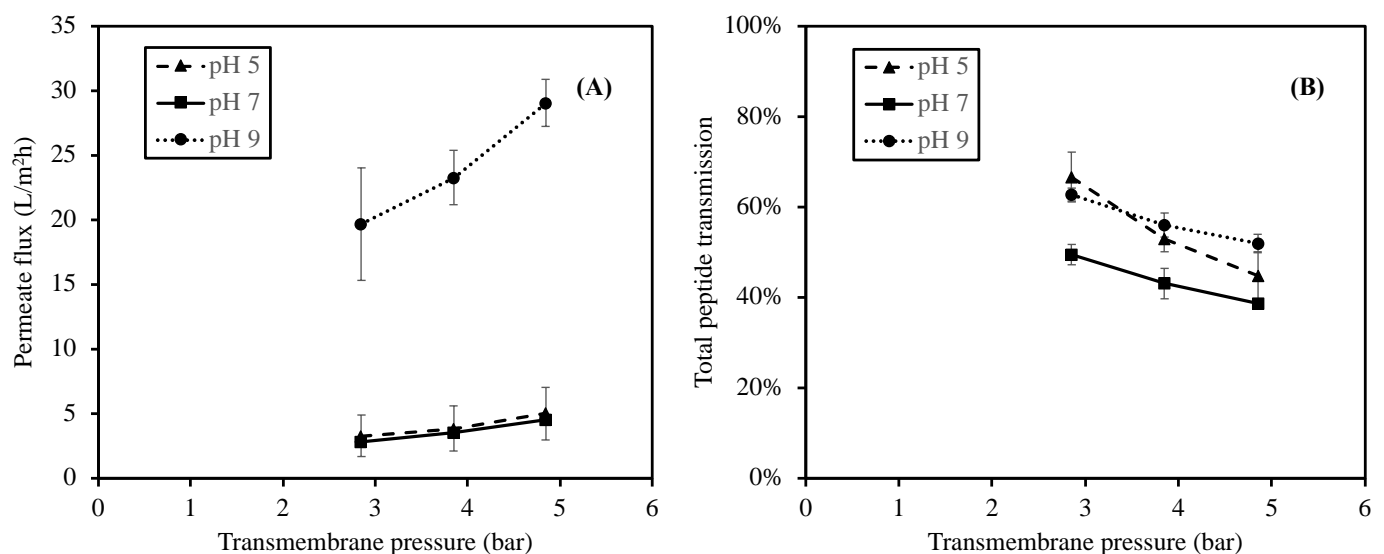 35
30
25
20
15
10
5
0
Permeate flux (L/m²h)
pH 5
pH 7
pH 9
(A)
0 1 2 3 4 5 6
Transmembrane pressure (bar)
100%
80%
60%
40%
20%
0%
Total peptide transmission
pH 5
pH 7
pH 9
(B)
0 1 2 3 4 5 6
Transmembrane pressure (bar)